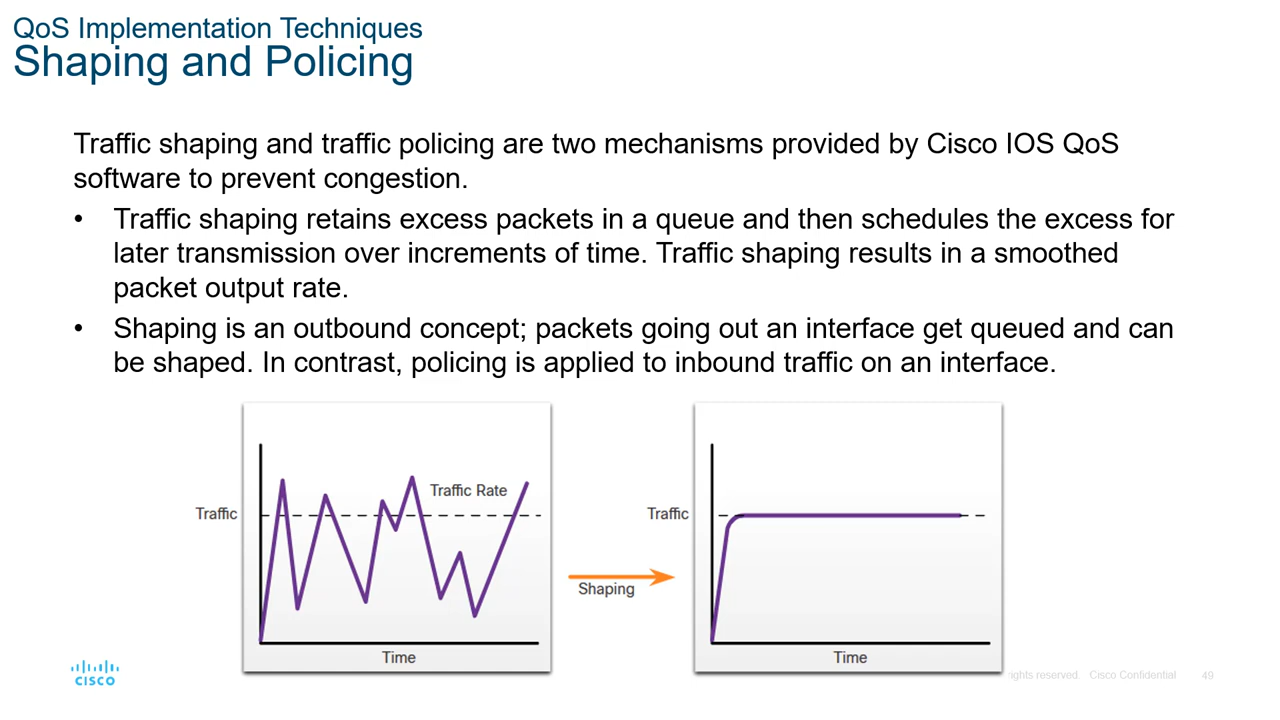 QoS Implementation Techniques
Shaping and Policing
Traffic shaping and traffic policing are two mechanisms provided by Cisco IOS QoS
software to prevent congestion.
• Traffic shaping retains excess packets in a queue and then schedules the excess for
later transmission over increments of time. Traffic shaping results in a smoothed
packet output rate.
• Shaping is an outbound concept; packets going out an interface get queued and can
be shaped. In contrast, policing is applied to inbound traffic on an interface.
Traffic Rate
Traffic
Time
Shaping
Traffic
Time
CISCO
rights reserved. Cisco Confidential 49